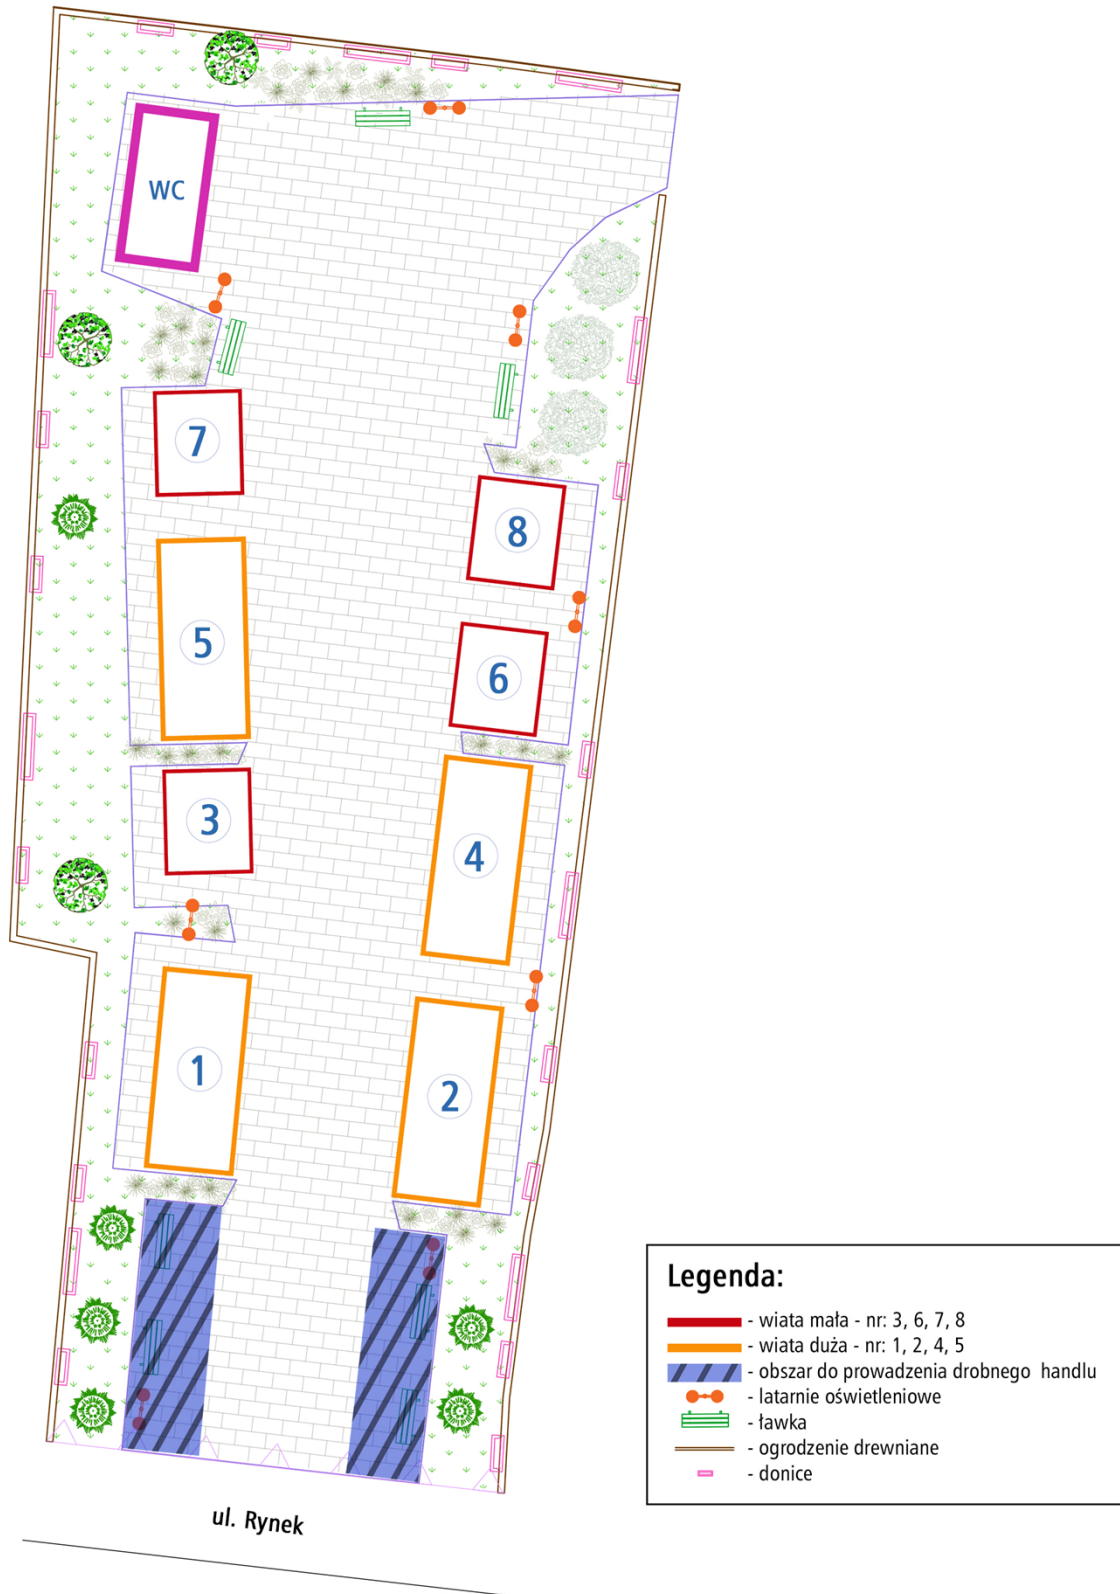 WC
7
8
5
6
3
4
1
2
Legenda:
- wiata mała - nr: 3, 6, 7, 8
- wiata duża - nr: 1, 2, 4, 5
- obszar do prowadzenia drobnego handlu
- latarnie oświetleniowe
- ławka
- ogrodzenie drewniane
- donice
ul. Rynek